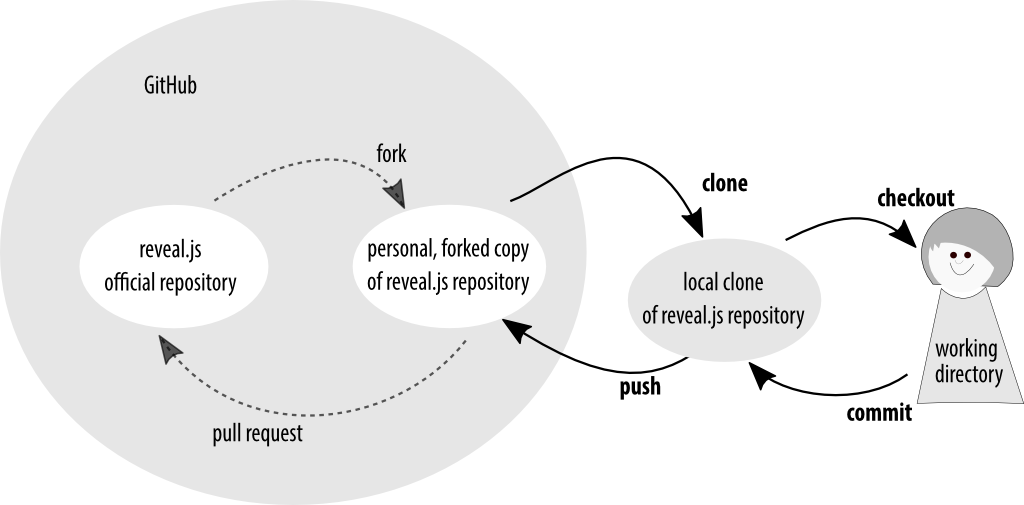 GitHub
fork
clone
checkout
reveal.js
official repository
personal, forked copy
of reveal.js repository
local clone
of reveal.js repository
working
directory
push
commit
pull request